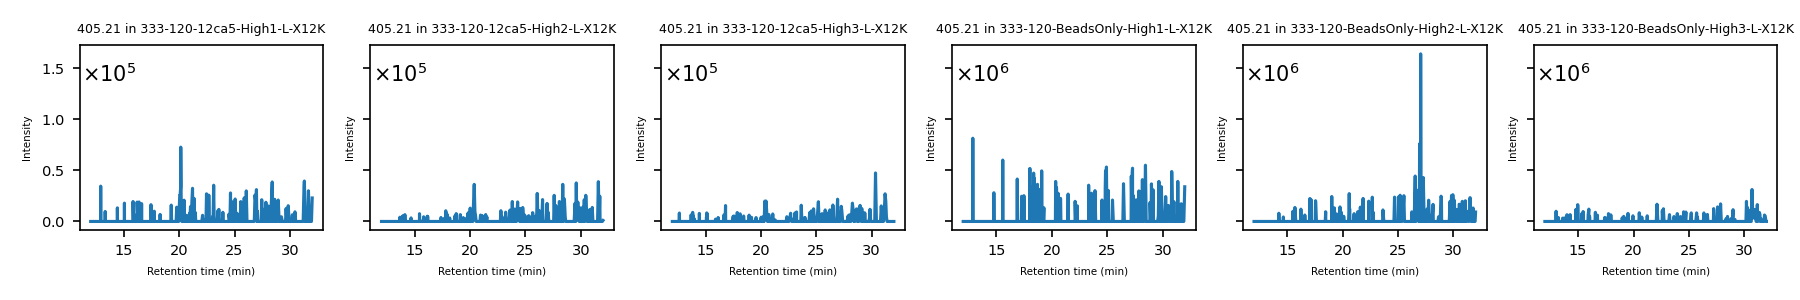 405.21 in 333-120-12ca5-High1-L-X12K
405.21 in 333-120-12ca5-High2-L-X12K
405.21 in 333-120-12ca5-High3-L-X12K
405.21 in 333-120-BeadsOnly-High1-L-X12K
405.21 in 333-120-BeadsOnly-High2-L-X12K
405.21 in 333-120-BeadsOnly-High3-L-X12K
×10⁵
×10⁵
×10⁵
×10⁶
×10⁶
×10⁶
1.5
1.0
0.5
0.0
Intensity
Intensity
Intensity
Intensity
Intensity
Intensity
15 20 25 30
15 20 25 30
15 20 25 30
15 20 25 30
15 20 25 30
15 20 25 30
Retention time (min)
Retention time (min)
Retention time (min)
Retention time (min)
Retention time (min)
Retention time (min)